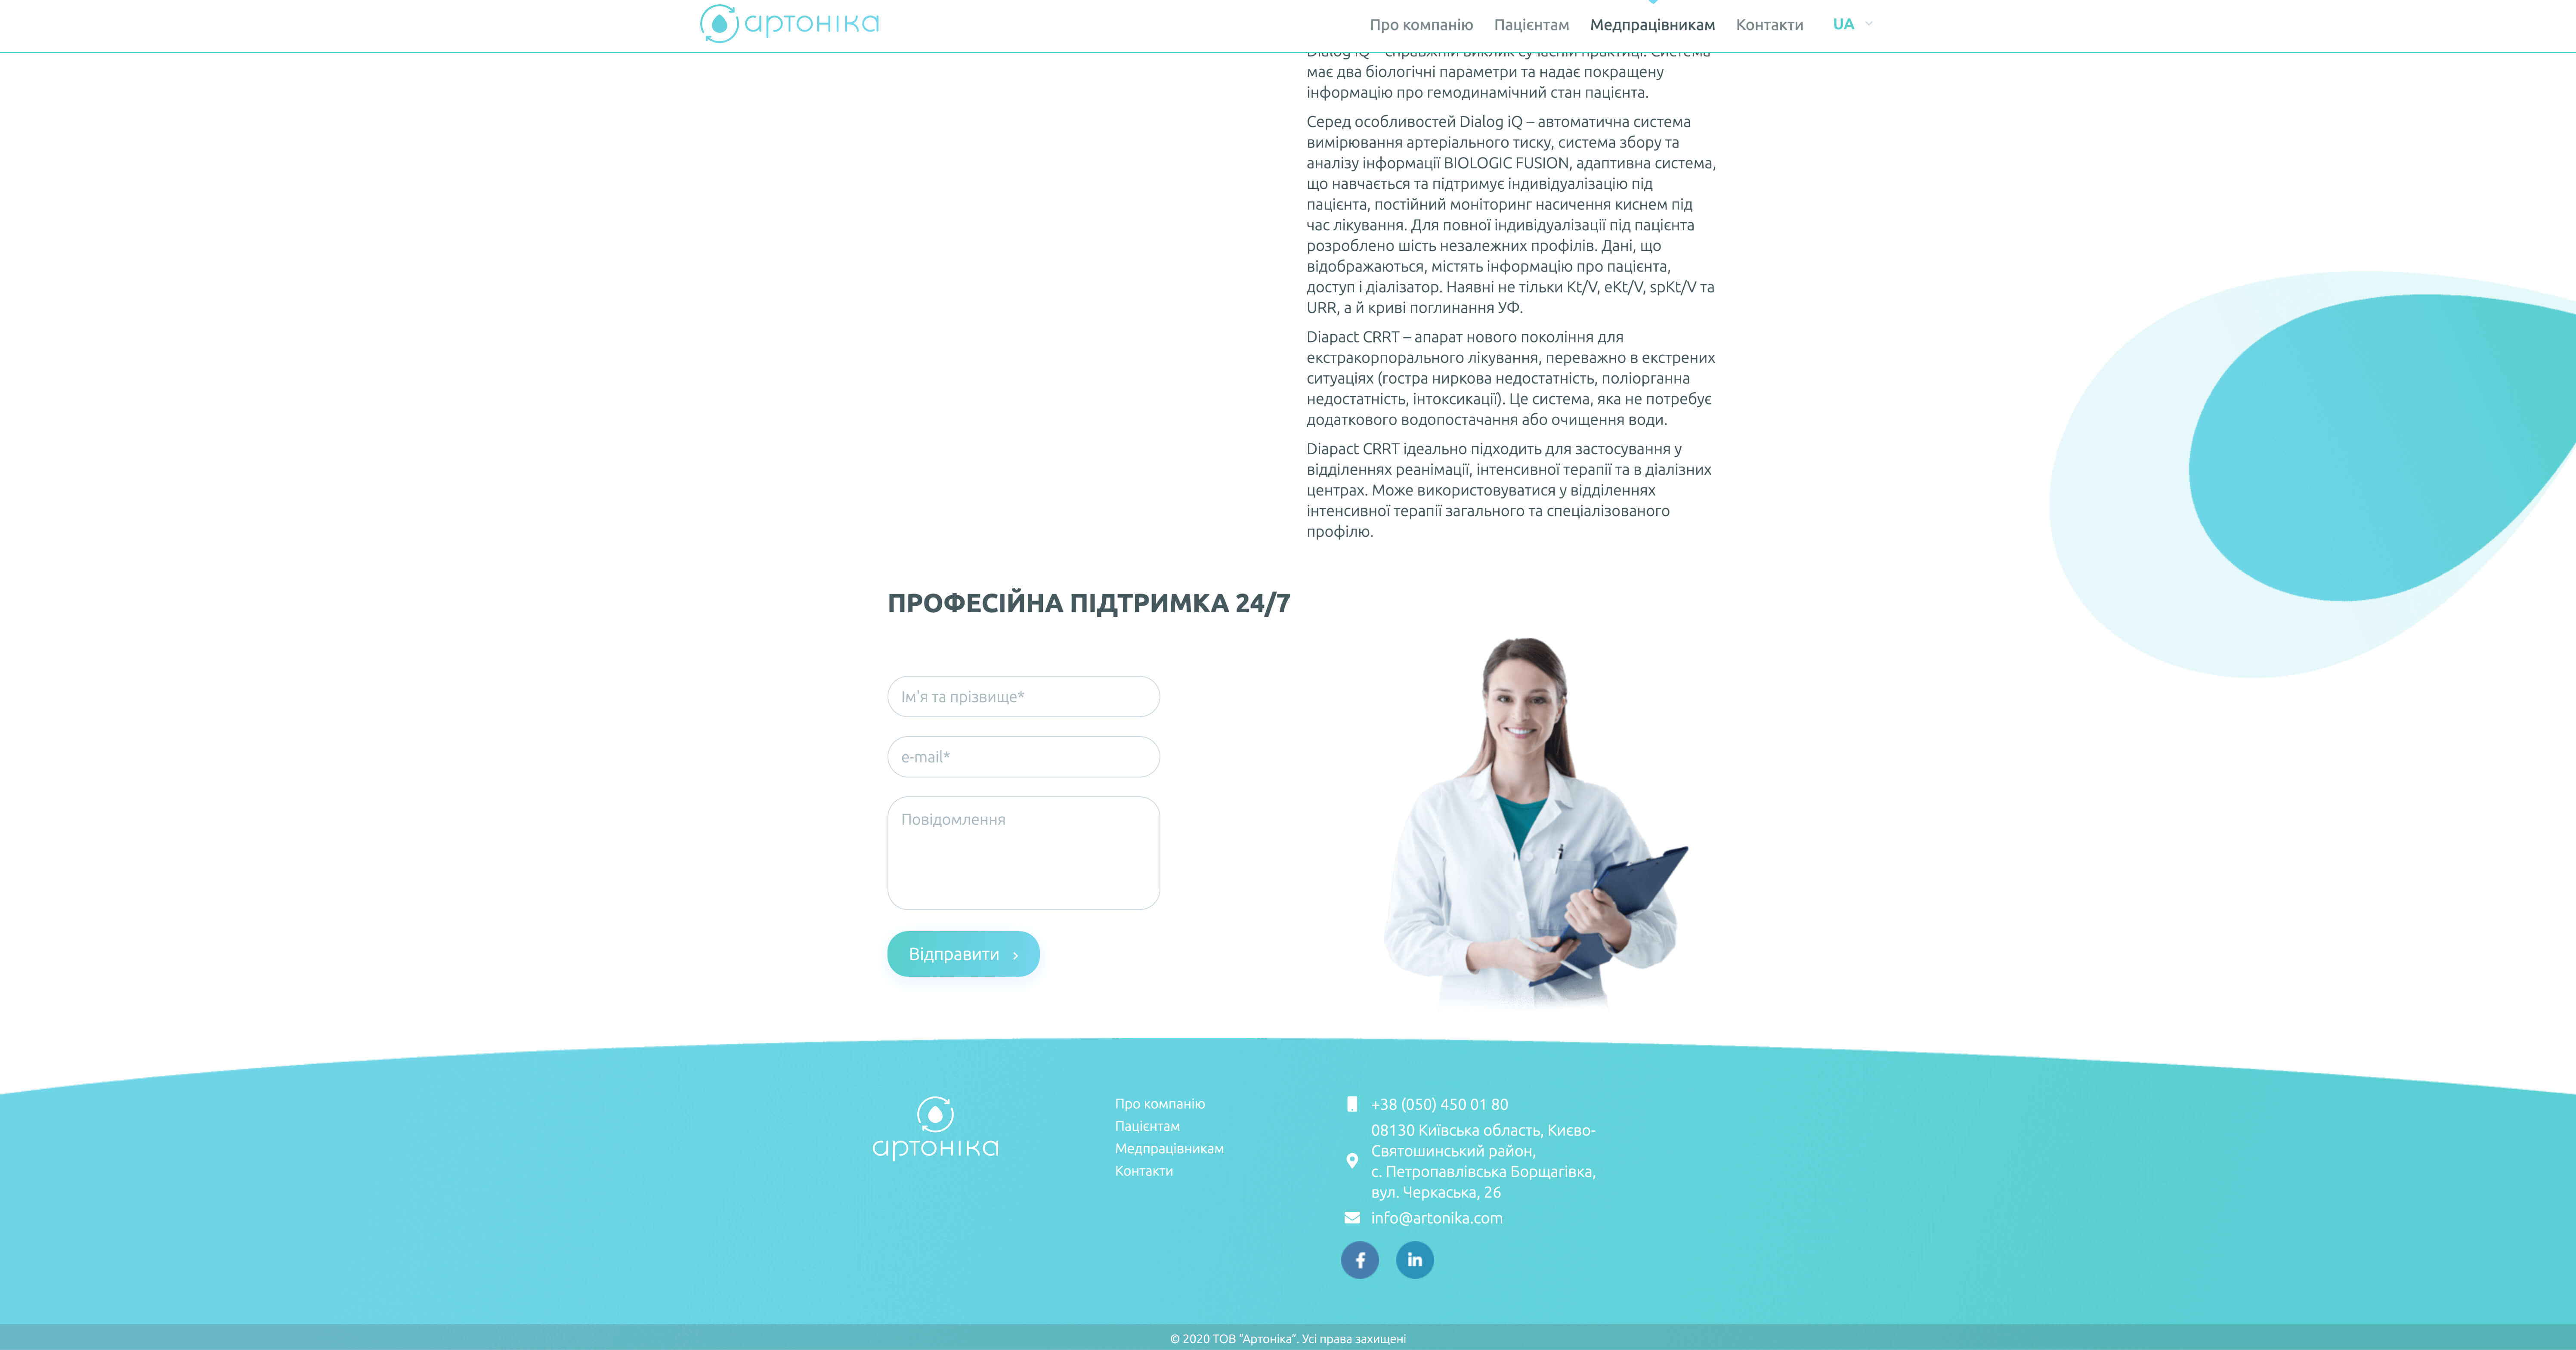 артоніка
Про компанію Пацієнтам Медпрацівникам Контакти UA
Dialog iQ – справжній виклик сучасній практиці. Система
має два біологічні параметри та надає покращену
інформацію про гемодинамічний стан пацієнта.
Серед особливостей Dialog iQ – автоматична система
вимірювання артеріального тиску, система збору та
аналізу інформації BIOLOGIC FUSION, адаптивна система,
що навчається та підтримує індивідуалізацію під
пацієнта, постійний моніторинг насичення киснем під
час лікування. Для повної індивідуалізації під пацієнта
розроблено шість незалежних профілів. Дані, що
відображаються, містять інформацію про пацієнта,
доступ і діалізатор. Наявні не тільки Kt/V, eKt/V, spKt/V та
URR, а й криві поглинання УФ.
Diapact CRRT – апарат нового покоління для
екстракорпорального лікування, переважно в екстрених
ситуаціях (гостра ниркова недостатність, поліорганна
недостатність, інтоксикації). Це система, яка не потребує
додаткового водопостачання або очищення води.
Diapact CRRT ідеально підходить для застосування у
відділеннях реанімації, інтенсивної терапії та в діалізних
центрах. Може використовуватися у відділеннях
інтенсивної терапії загального та спеціалізованого
профілю.
ПРОФЕСІЙНА ПІДТРИМКА 24/7
Ім'я та прізвище*
e-mail*
Повідомлення
Відправити
артоніка
Про компанію
Пацієнтам
Медпрацівникам
Контакти
+38 (050) 450 01 80
08130 Київська область, Києво-
Святошинський район,
с. Петропавлівська Борщагівка,
вул. Черкаська, 26
info@artonika.com
© 2020 ТОВ “Артоніка”. Усі права захищені